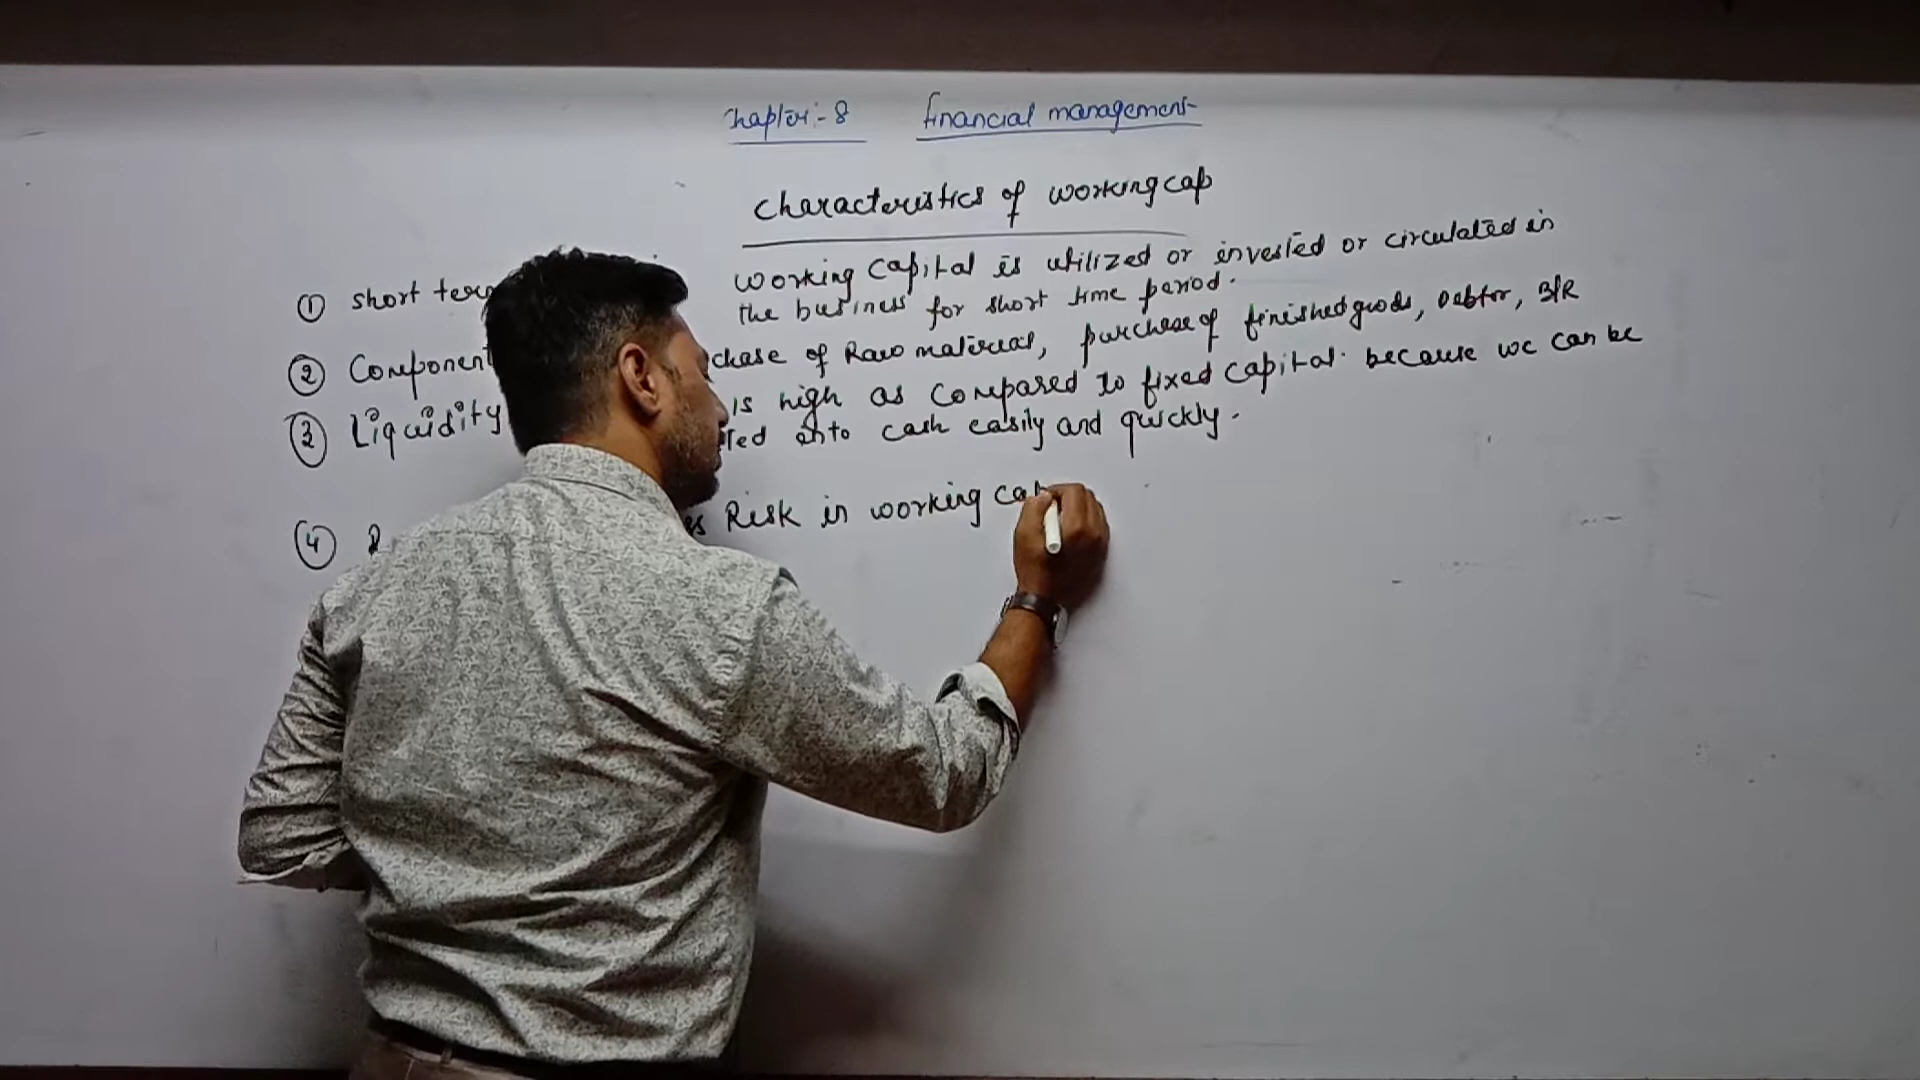 Chapter:- 8 financial management
Characteristics of working cap
① short term working capital is utilized or invested or circulated in
the business for short time period.
② Component chase of Raw material, purchase of finished goods, Debtor, B/R
③ Liquidity is high as compared to fixed capital. because we can be
ted into cash easily and quickly.
④ R es Risk in working cap